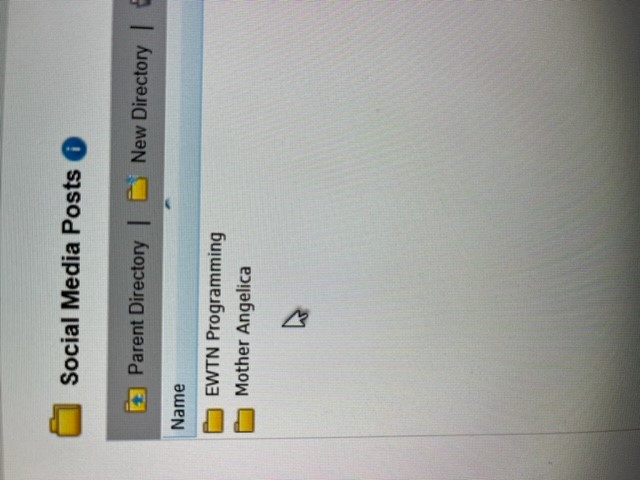 Social Media Posts i
Parent Directory | New Directory |
Name
EWTN Programming
Mother Angelica